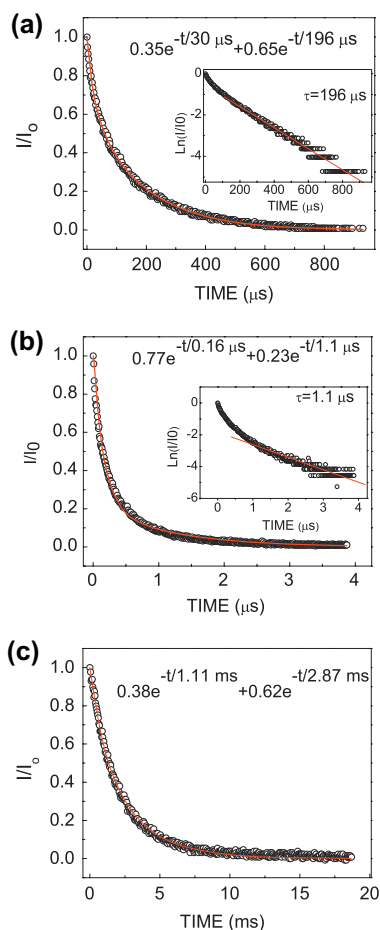 (a)
0.35e-t/30 μs+0.65e-t/196 μs
I/Io
1.0
0.8
0.6
0.4
0.2
0.0
0 200 400 600 800
TIME (μs)
Ln(I/I0)
0
-2
-4
τ=196 μs
0 150 300 450 600 750 900
TIME (μs)
(b)
0.77e-t/0.16 μs+0.23e-t/1.1 μs
I/I0
1.0
0.8
0.6
0.4
0.2
0.0
0 1 2 3 4
TIME (μs)
Ln(I/I0)
0
-2
-4
-6
τ=1.1 μs
0 1 2 3 4
TIME (μs)
(c)
0.38e-t/1.11 ms+0.62e-t/2.87 ms
I/Io
1.0
0.8
0.6
0.4
0.2
0.0
0 5 10 15 20
TIME (ms)